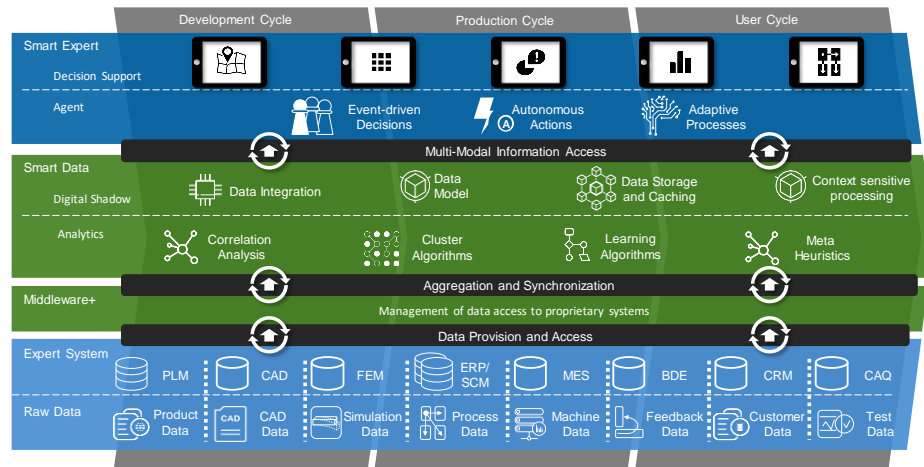 Development Cycle
Production Cycle
User Cycle
Smart Expert
Decision Support
Agent
Event-driven
Decisions
A
Autonomous
Actions
Adaptive
Processes
Multi-Modal Information Access
Smart Data
Digital Shadow
Data Integration
Data
Model
Data Storage
and Caching
Context sensitive
processing
Analytics
Correlation
Analysis
Cluster
Algorithms
Learning
Algorithms
Meta
Heuristics
Aggregation and Synchronization
Middleware+
Management of data access to proprietary systems
Data Provision and Access
Expert System
PLM
CAD
FEM
ERP/
SCM
MES
BDE
CRM
CAQ
Raw Data
Product
Data
CAD
CAD
Data
Simulation
Data
Process
Data
Machine
Data
Feedback
Data
Customer
Data
Test
Data